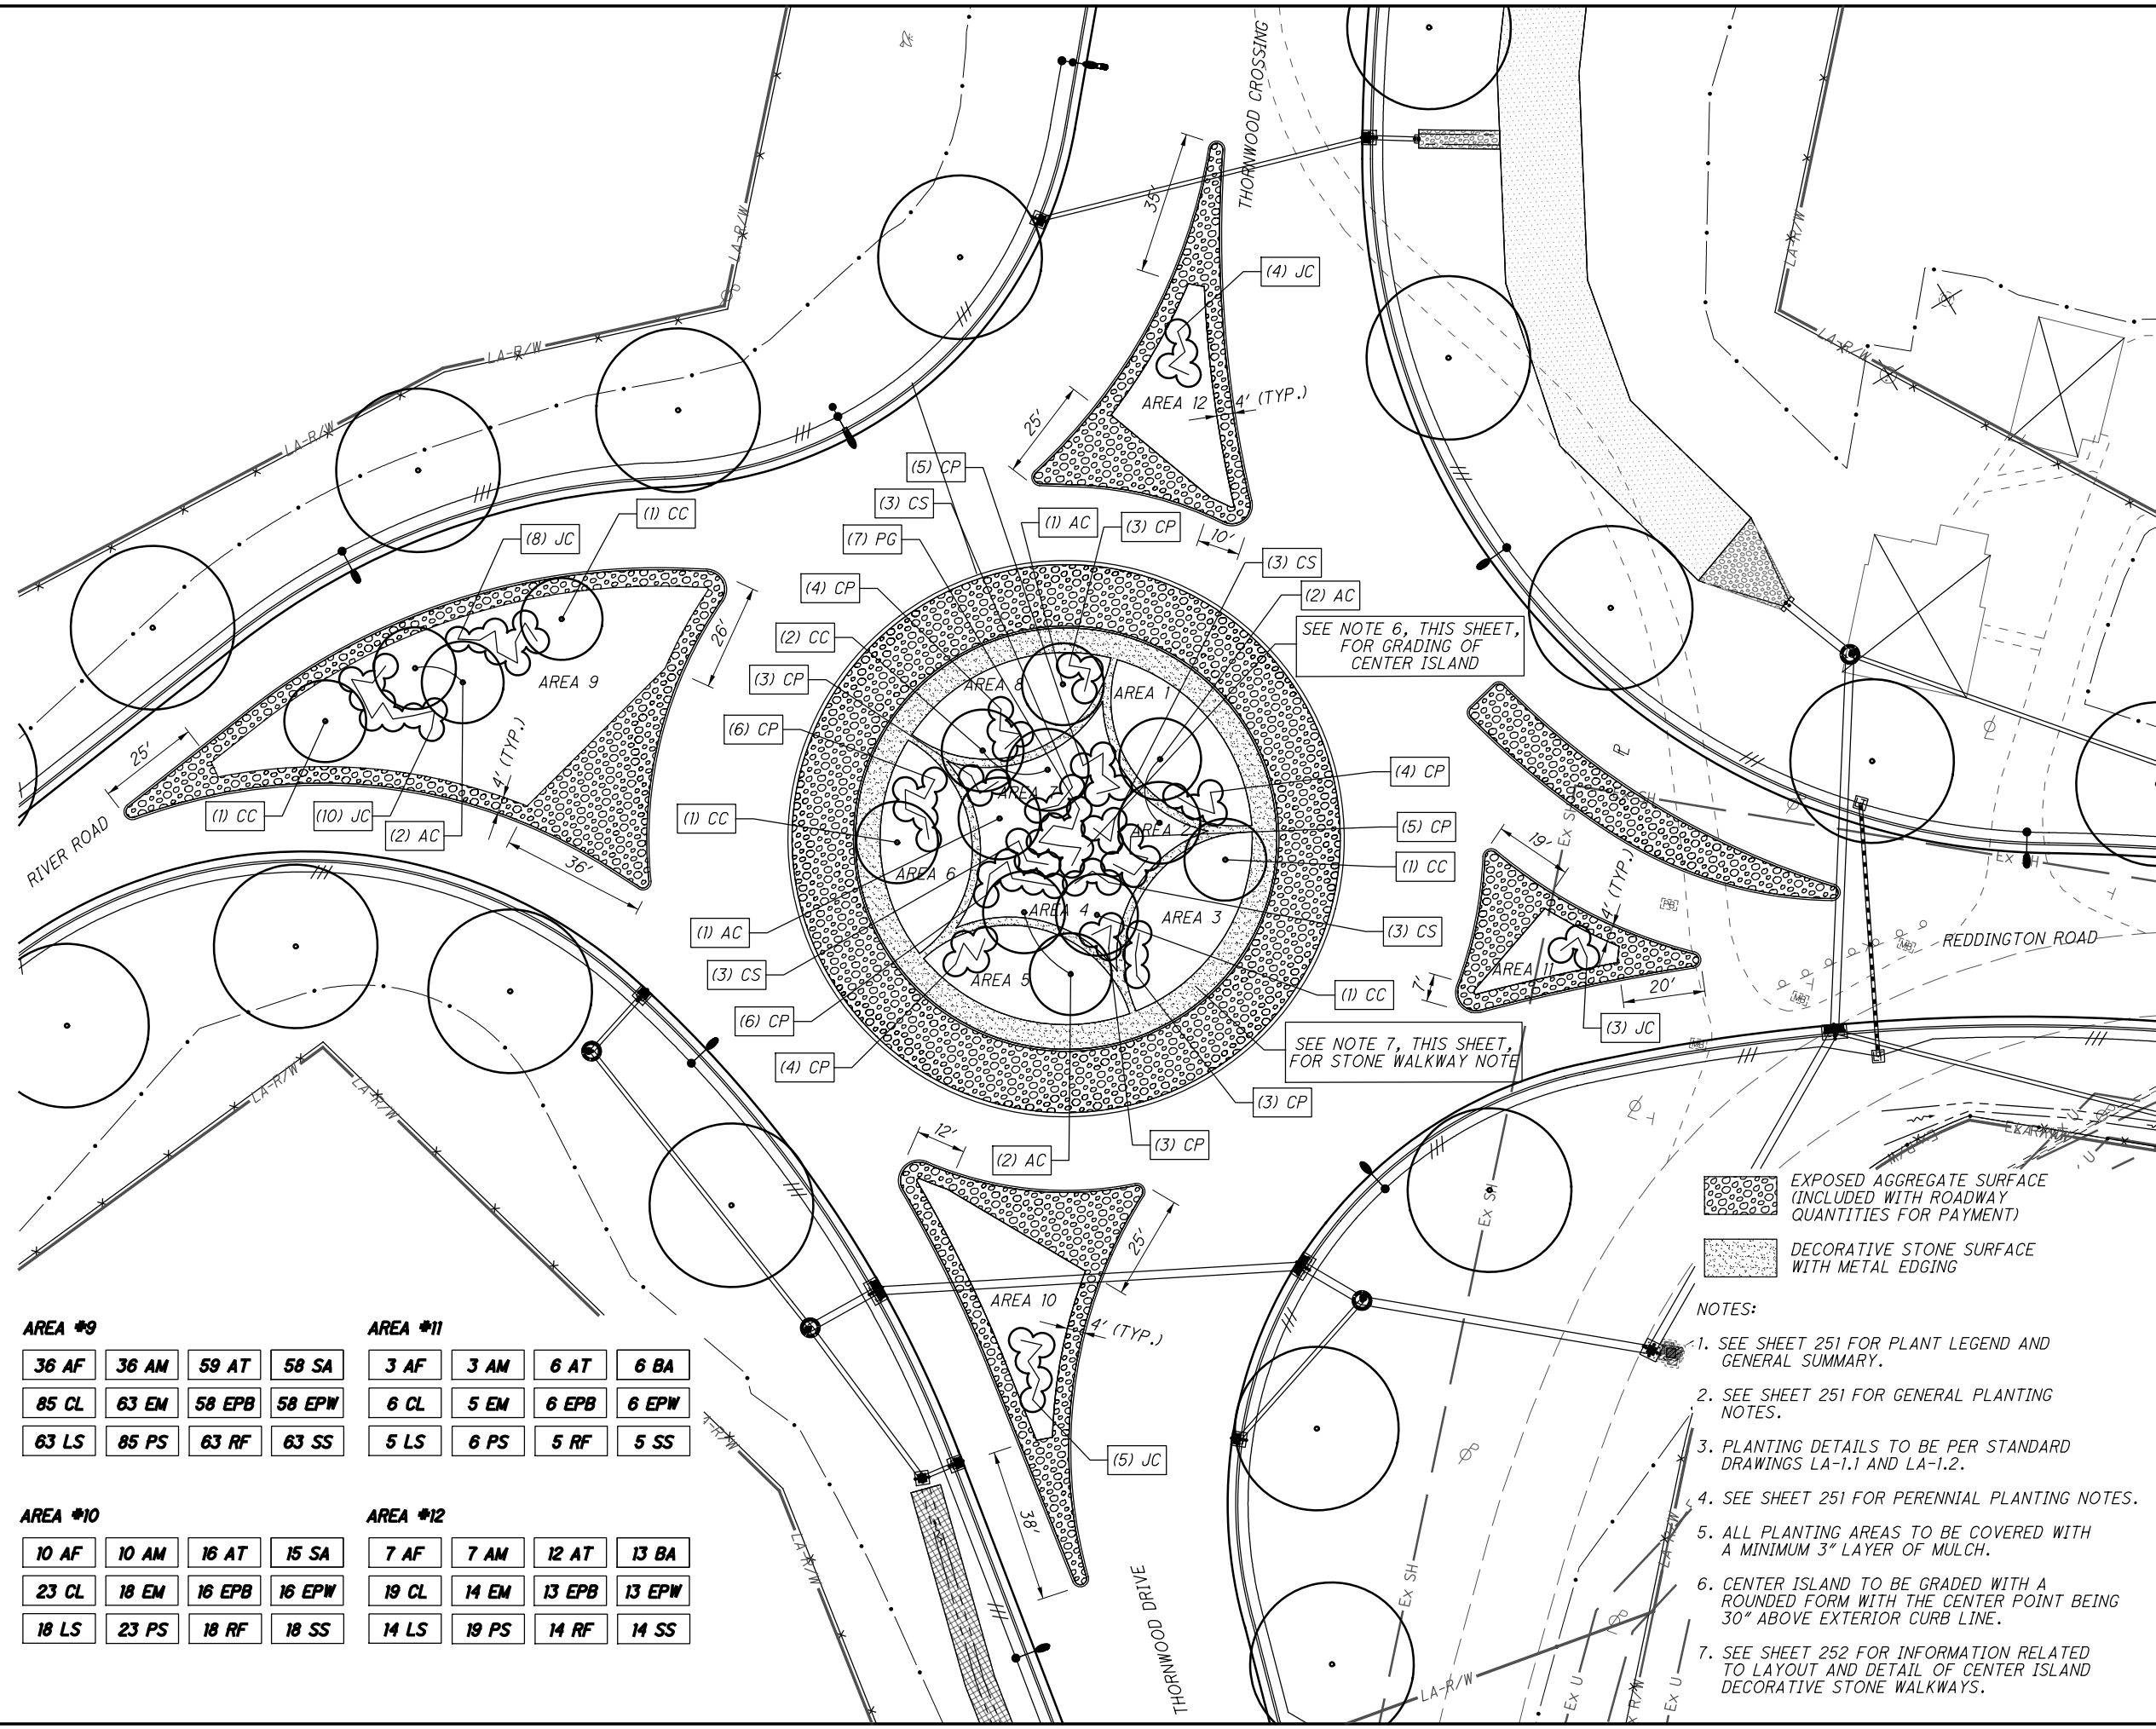 THORNWOOD CROSSING
LA-R/W
LA-R/W
LA-R/W
LA-R/W
LA-R/W
35'
(4) JC
AREA 12
4' (TYP.)
25'
10'
(5) CP
(3) CS
(7) PG
(1) AC
(3) CP
(1) CC
(8) JC
(4) CP
(2) CC
(3) CP
(6) CP
(1) CC
(3) CS
(2) AC
SEE NOTE 6, THIS SHEET,
FOR GRADING OF
CENTER ISLAND
AREA 9
26'
25'
4' (TYP.)
36'
(1) CC
(10) JC
(2) AC
RIVER ROAD
AREA 8
AREA 1
AREA 7
AREA 2
AREA 6
AREA 4
AREA 3
AREA 5
(4) CP
(5) CP
(1) CC
(3) CS
(1) CC
(1) AC
(3) CS
(6) CP
(4) CP
SEE NOTE 7, THIS SHEET,
FOR STONE WALKWAY NOTE
(3) CP
(3) CP
(2) AC
Ex SH
Ex SH
19'
4' (TYP.)
AREA 11
7'
20'
(3) JC
REDDINGTON ROAD
LA-R/W
LA-R/W
12'
25'
AREA 10
4' (TYP.)
(5) JC
38'
THORNWOOD DRIVE
Ex SH
Ex SH
LA-R/W
LA-R/W
LA-R/W
Ex U
Ex U
EXPOSED AGGREGATE SURFACE
(INCLUDED WITH ROADWAY
QUANTITIES FOR PAYMENT)
DECORATIVE STONE SURFACE
WITH METAL EDGING
NOTES:
1. SEE SHEET 251 FOR PLANT LEGEND AND
GENERAL SUMMARY.
2. SEE SHEET 251 FOR GENERAL PLANTING
NOTES.
3. PLANTING DETAILS TO BE PER STANDARD
DRAWINGS LA-1.1 AND LA-1.2.
4. SEE SHEET 251 FOR PERENNIAL PLANTING NOTES.
5. ALL PLANTING AREAS TO BE COVERED WITH
A MINIMUM 3" LAYER OF MULCH.
6. CENTER ISLAND TO BE GRADED WITH A
ROUNDED FORM WITH THE CENTER POINT BEING
30" ABOVE EXTERIOR CURB LINE.
7. SEE SHEET 252 FOR INFORMATION RELATED
TO LAYOUT AND DETAIL OF CENTER ISLAND
DECORATIVE STONE WALKWAYS.
AREA #9
36 AF 36 AM 59 AT 58 SA
85 CL 63 EM 58 EPB 58 EPW
63 LS 85 PS 63 RF 63 SS
AREA #11
3 AF 3 AM 6 AT 6 BA
6 CL 5 EM 6 EPB 6 EPW
5 LS 6 PS 5 RF 5 SS
AREA #10
10 AF 10 AM 16 AT 15 SA
23 CL 18 EM 16 EPB 16 EPW
18 LS 23 PS 18 RF 18 SS
AREA #12
7 AF 7 AM 12 AT 13 BA
19 CL 14 EM 13 EPB 13 EPW
14 LS 19 PS 14 RF 14 SS